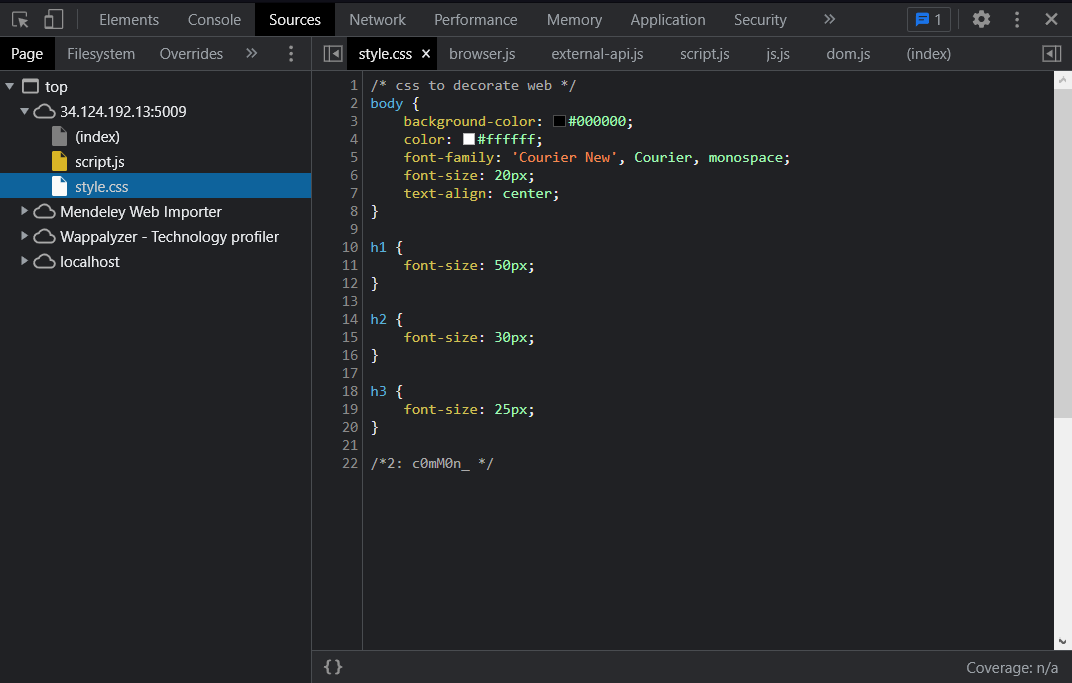 Elements Console Sources Network Performance Memory Application Security » 1
Page Filesystem Overrides » style.css × browser.js external-api.js script.js js.js dom.js (index)
top
34.124.192.13:5009
(index)
script.js
style.css
Mendeley Web Importer
Wappalyzer - Technology profiler
localhost
1 /* css to decorate web */
2 body {
3     background-color: #000000;
4     color: #ffffff;
5     font-family: 'Courier New', Courier, monospace;
6     font-size: 20px;
7     text-align: center;
8 }
9
10 h1 {
11     font-size: 50px;
12 }
13
14 h2 {
15     font-size: 30px;
16 }
17
18 h3 {
19     font-size: 25px;
20 }
21
22 /*2: c0mM0n_ */
{} Coverage: n/a